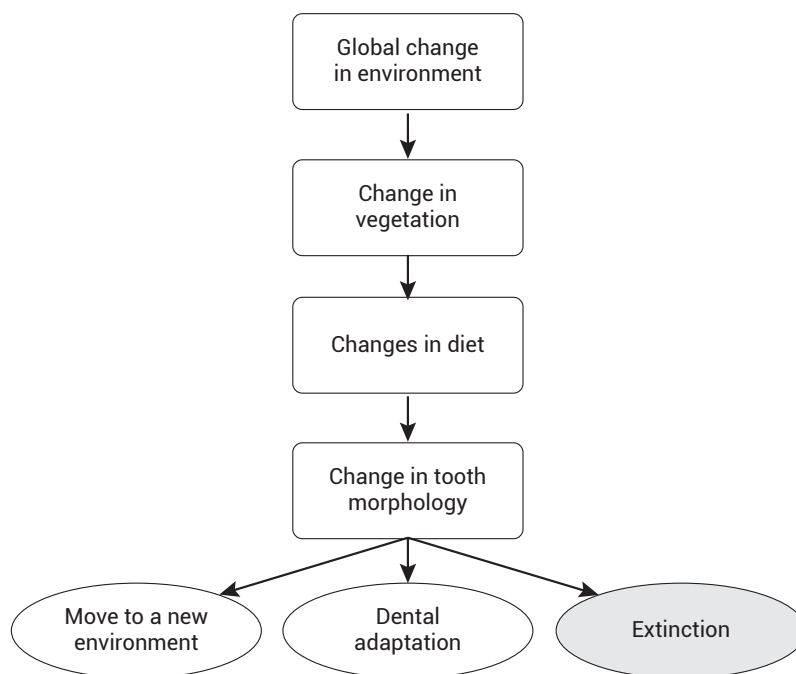 Global change
in environment
Change in
vegetation
Changes in diet
Change in tooth
morphology
Move to a new
environment
Dental
adaptation
Extinction